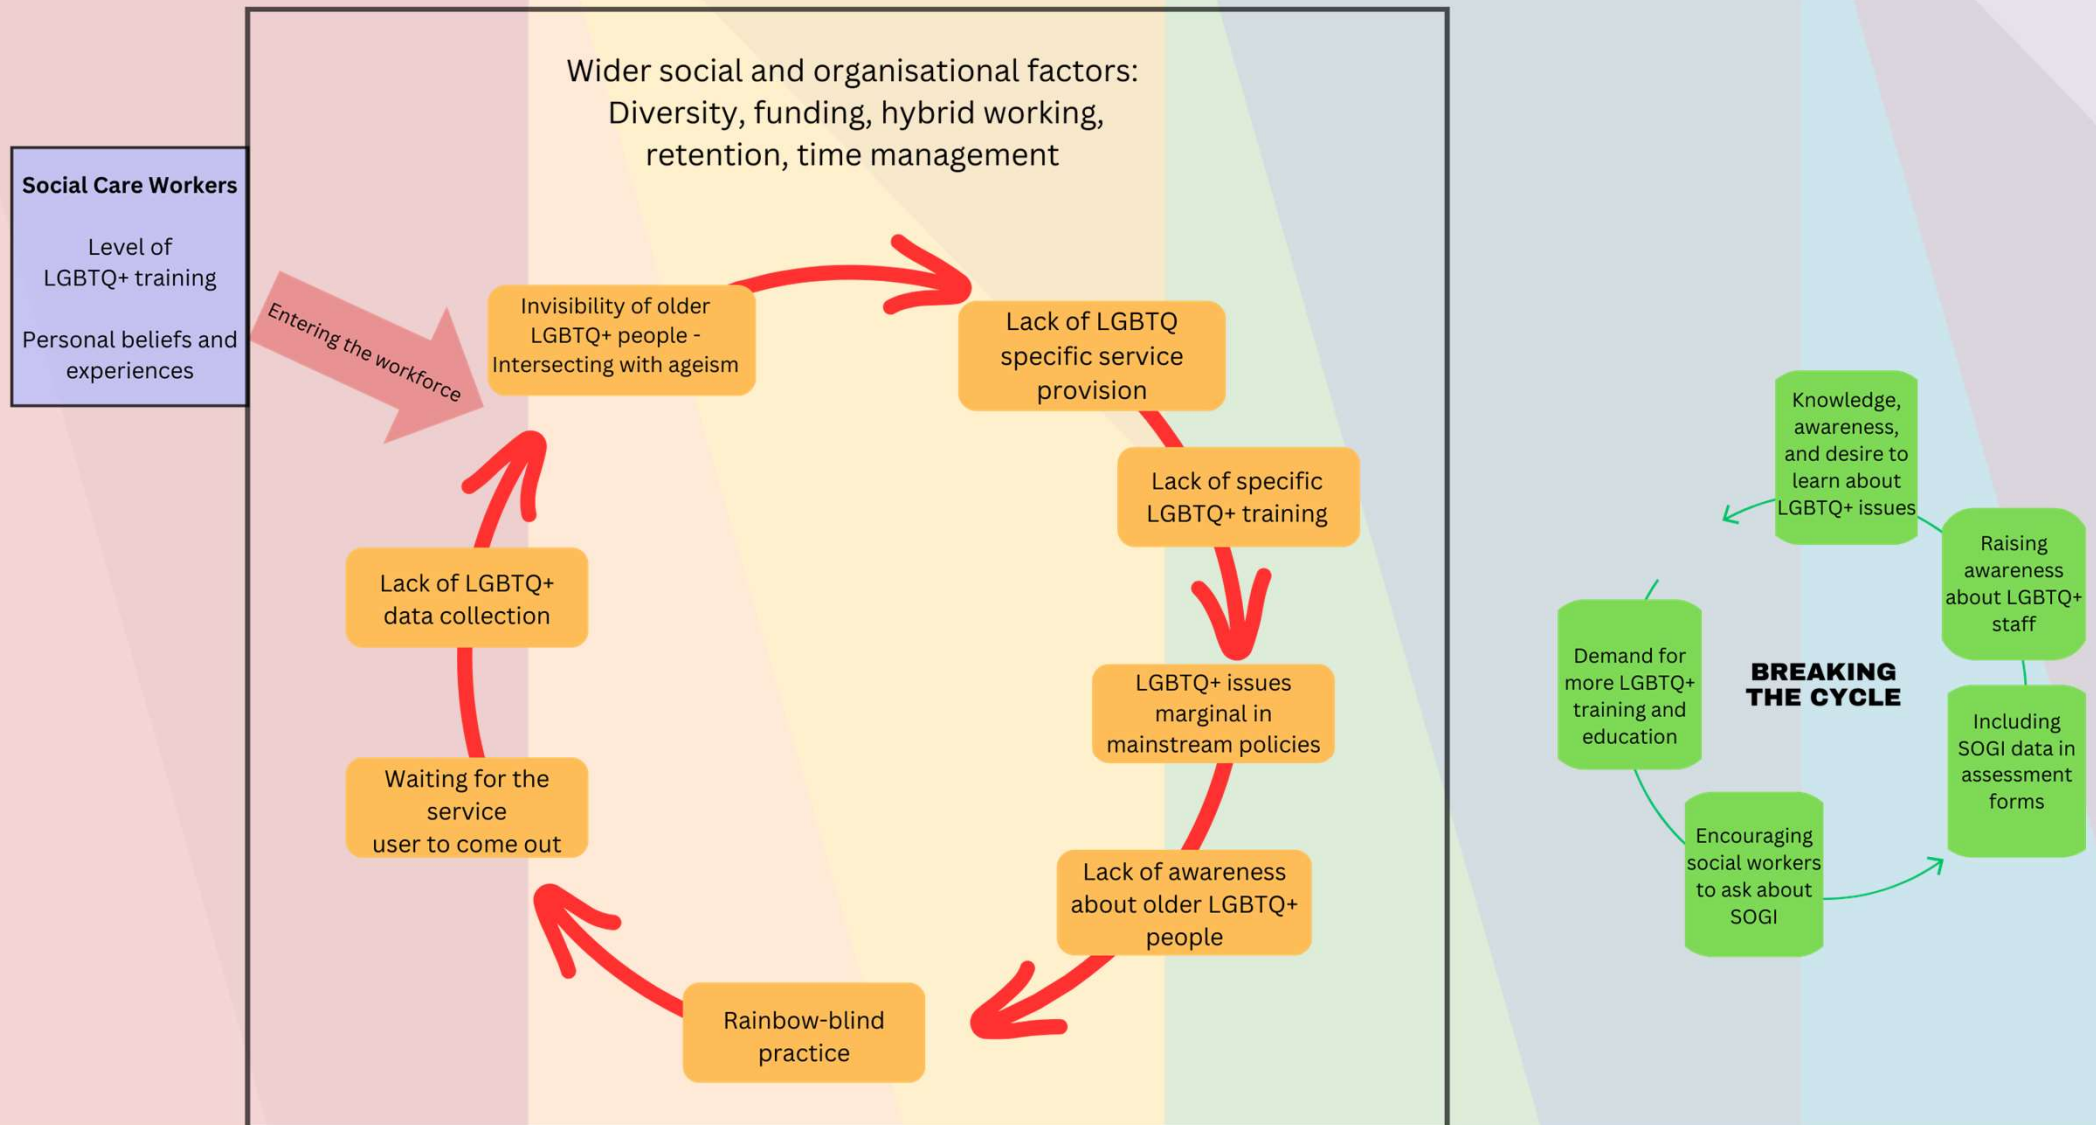 Wider social and organisational factors:
Diversity, funding, hybrid working,
retention, time management
Social Care Workers
Level of
LGBTQ+ training
Personal beliefs and
experiences
Entering the workforce
Invisibility of older
LGBTQ+ people -
Intersecting with ageism
Lack of LGBTQ
specific service
provision
Lack of specific
LGBTQ+ training
LGBTQ+ issues
marginal in
mainstream policies
Lack of awareness
about older LGBTQ+
people
Rainbow-blind
practice
Waiting for the
service
user to come out
Lack of LGBTQ+
data collection
BREAKING
THE CYCLE
Knowledge,
awareness,
and desire to
learn about
LGBTQ+ issues
Raising
awareness
about LGBTQ+
staff
Including
SOGI data in
assessment
forms
Encouraging
social workers
to ask about
SOGI
Demand for
more LGBTQ+
training and
education